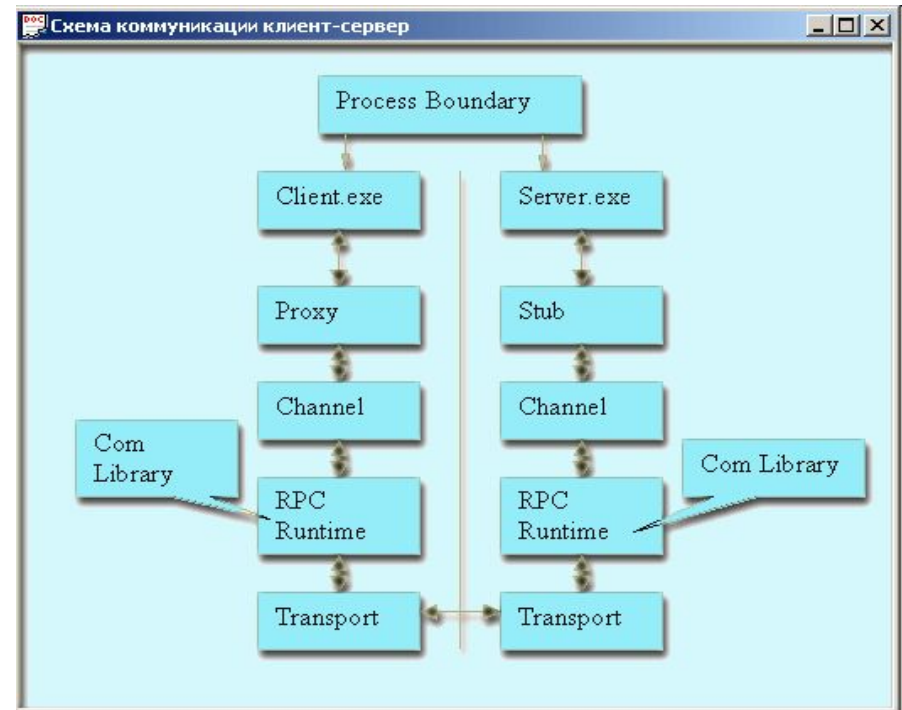 DOC
Схема коммуникации клиент-сервер
Process Boundary
Client.exe
Server.exe
Proxy
Stub
Channel
Channel
Com
Library
Com Library
RPC
Runtime
RPC
Runtime
Transport
Transport